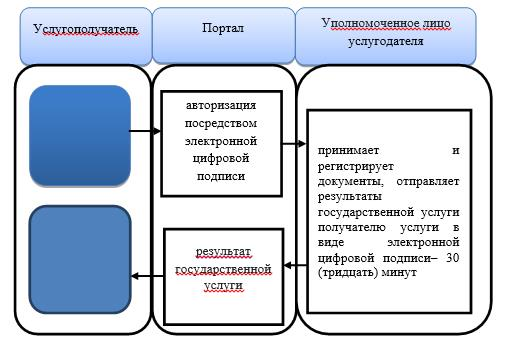 Услугополучатель
Портал
Уполномоченное лицо
услугодателя
авторизация
посредством
электронной
цифровой
подписи
принимает и
регистрирует
документы, отправляет
результаты
государственной услуги
получателю услуги в
виде электронной
цифровой подписи– 30
(тридцать) минут
результат
государственной
услуги